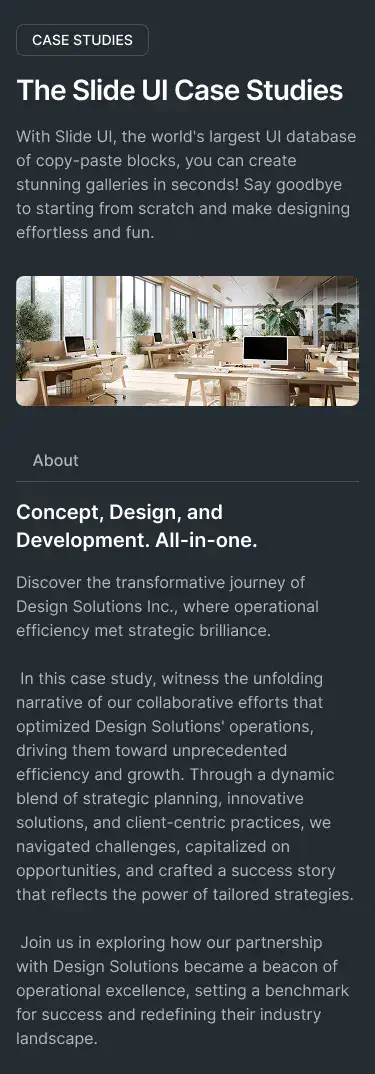 CASE STUDIES
The Slide UI Case Studies
With Slide UI, the world's largest UI database
of copy-paste blocks, you can create
stunning galleries in seconds! Say goodbye
to starting from scratch and make designing
effortless and fun.
About
Concept, Design, and
Development. All-in-one.
Discover the transformative journey of
Design Solutions Inc., where operational
efficiency met strategic brilliance.
In this case study, witness the unfolding
narrative of our collaborative efforts that
optimized Design Solutions' operations,
driving them toward unprecedented
efficiency and growth. Through a dynamic
blend of strategic planning, innovative
solutions, and client-centric practices, we
navigated challenges, capitalized on
opportunities, and crafted a success story
that reflects the power of tailored strategies.
Join us in exploring how our partnership
with Design Solutions became a beacon of
operational excellence, setting a benchmark
for success and redefining their industry
landscape.